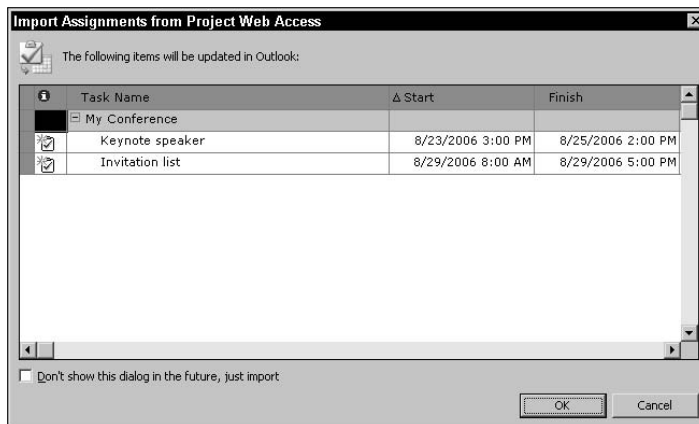 Import Assignments from Project Web Access
The following items will be updated in Outlook:
Task Name Δ Start Finish
My Conference
Keynote speaker 8/23/2006 3:00 PM 8/25/2006 2:00 PM
Invitation list 8/29/2006 8:00 AM 8/29/2006 5:00 PM
Don't show this dialog in the future, just import
OK Cancel